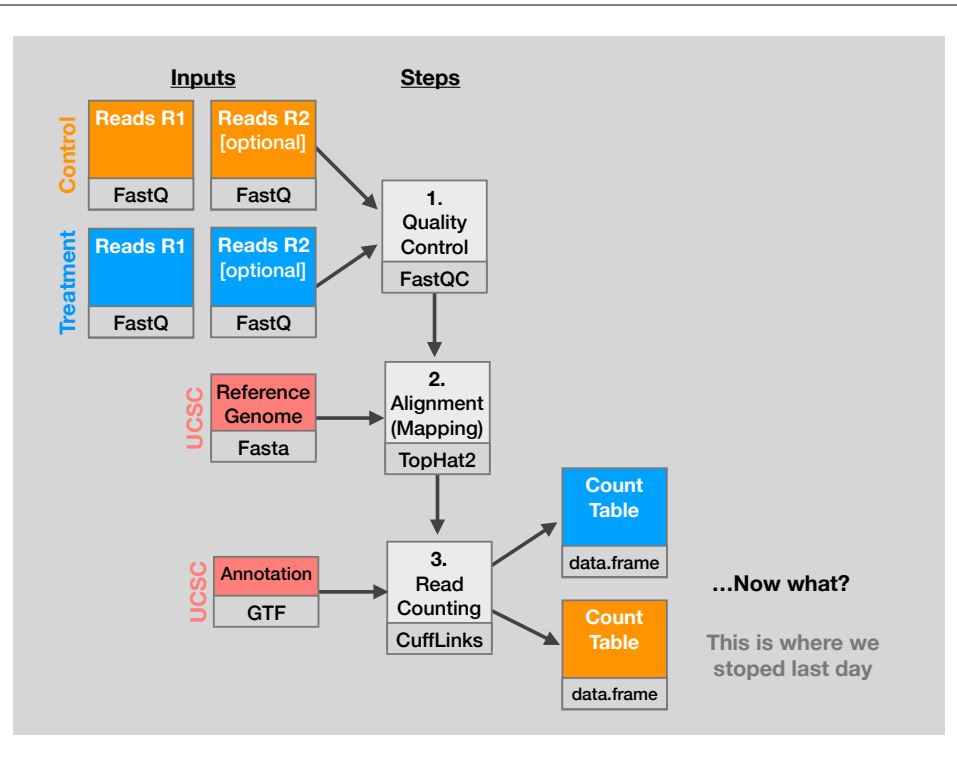 Inputs
Steps
Control
Reads R1
FastQ
Reads R2
[optional]
FastQ
Treatment
Reads R1
FastQ
Reads R2
[optional]
FastQ
1.
Quality
Control
FastQC
UCSC
Reference
Genome
Fasta
2.
Alignment
(Mapping)
TopHat2
UCSC
Annotation
GTF
3.
Read
Counting
CuffLinks
Count
Table
data.frame
Count
Table
data.frame
...Now what?
This is where we
stoped last day